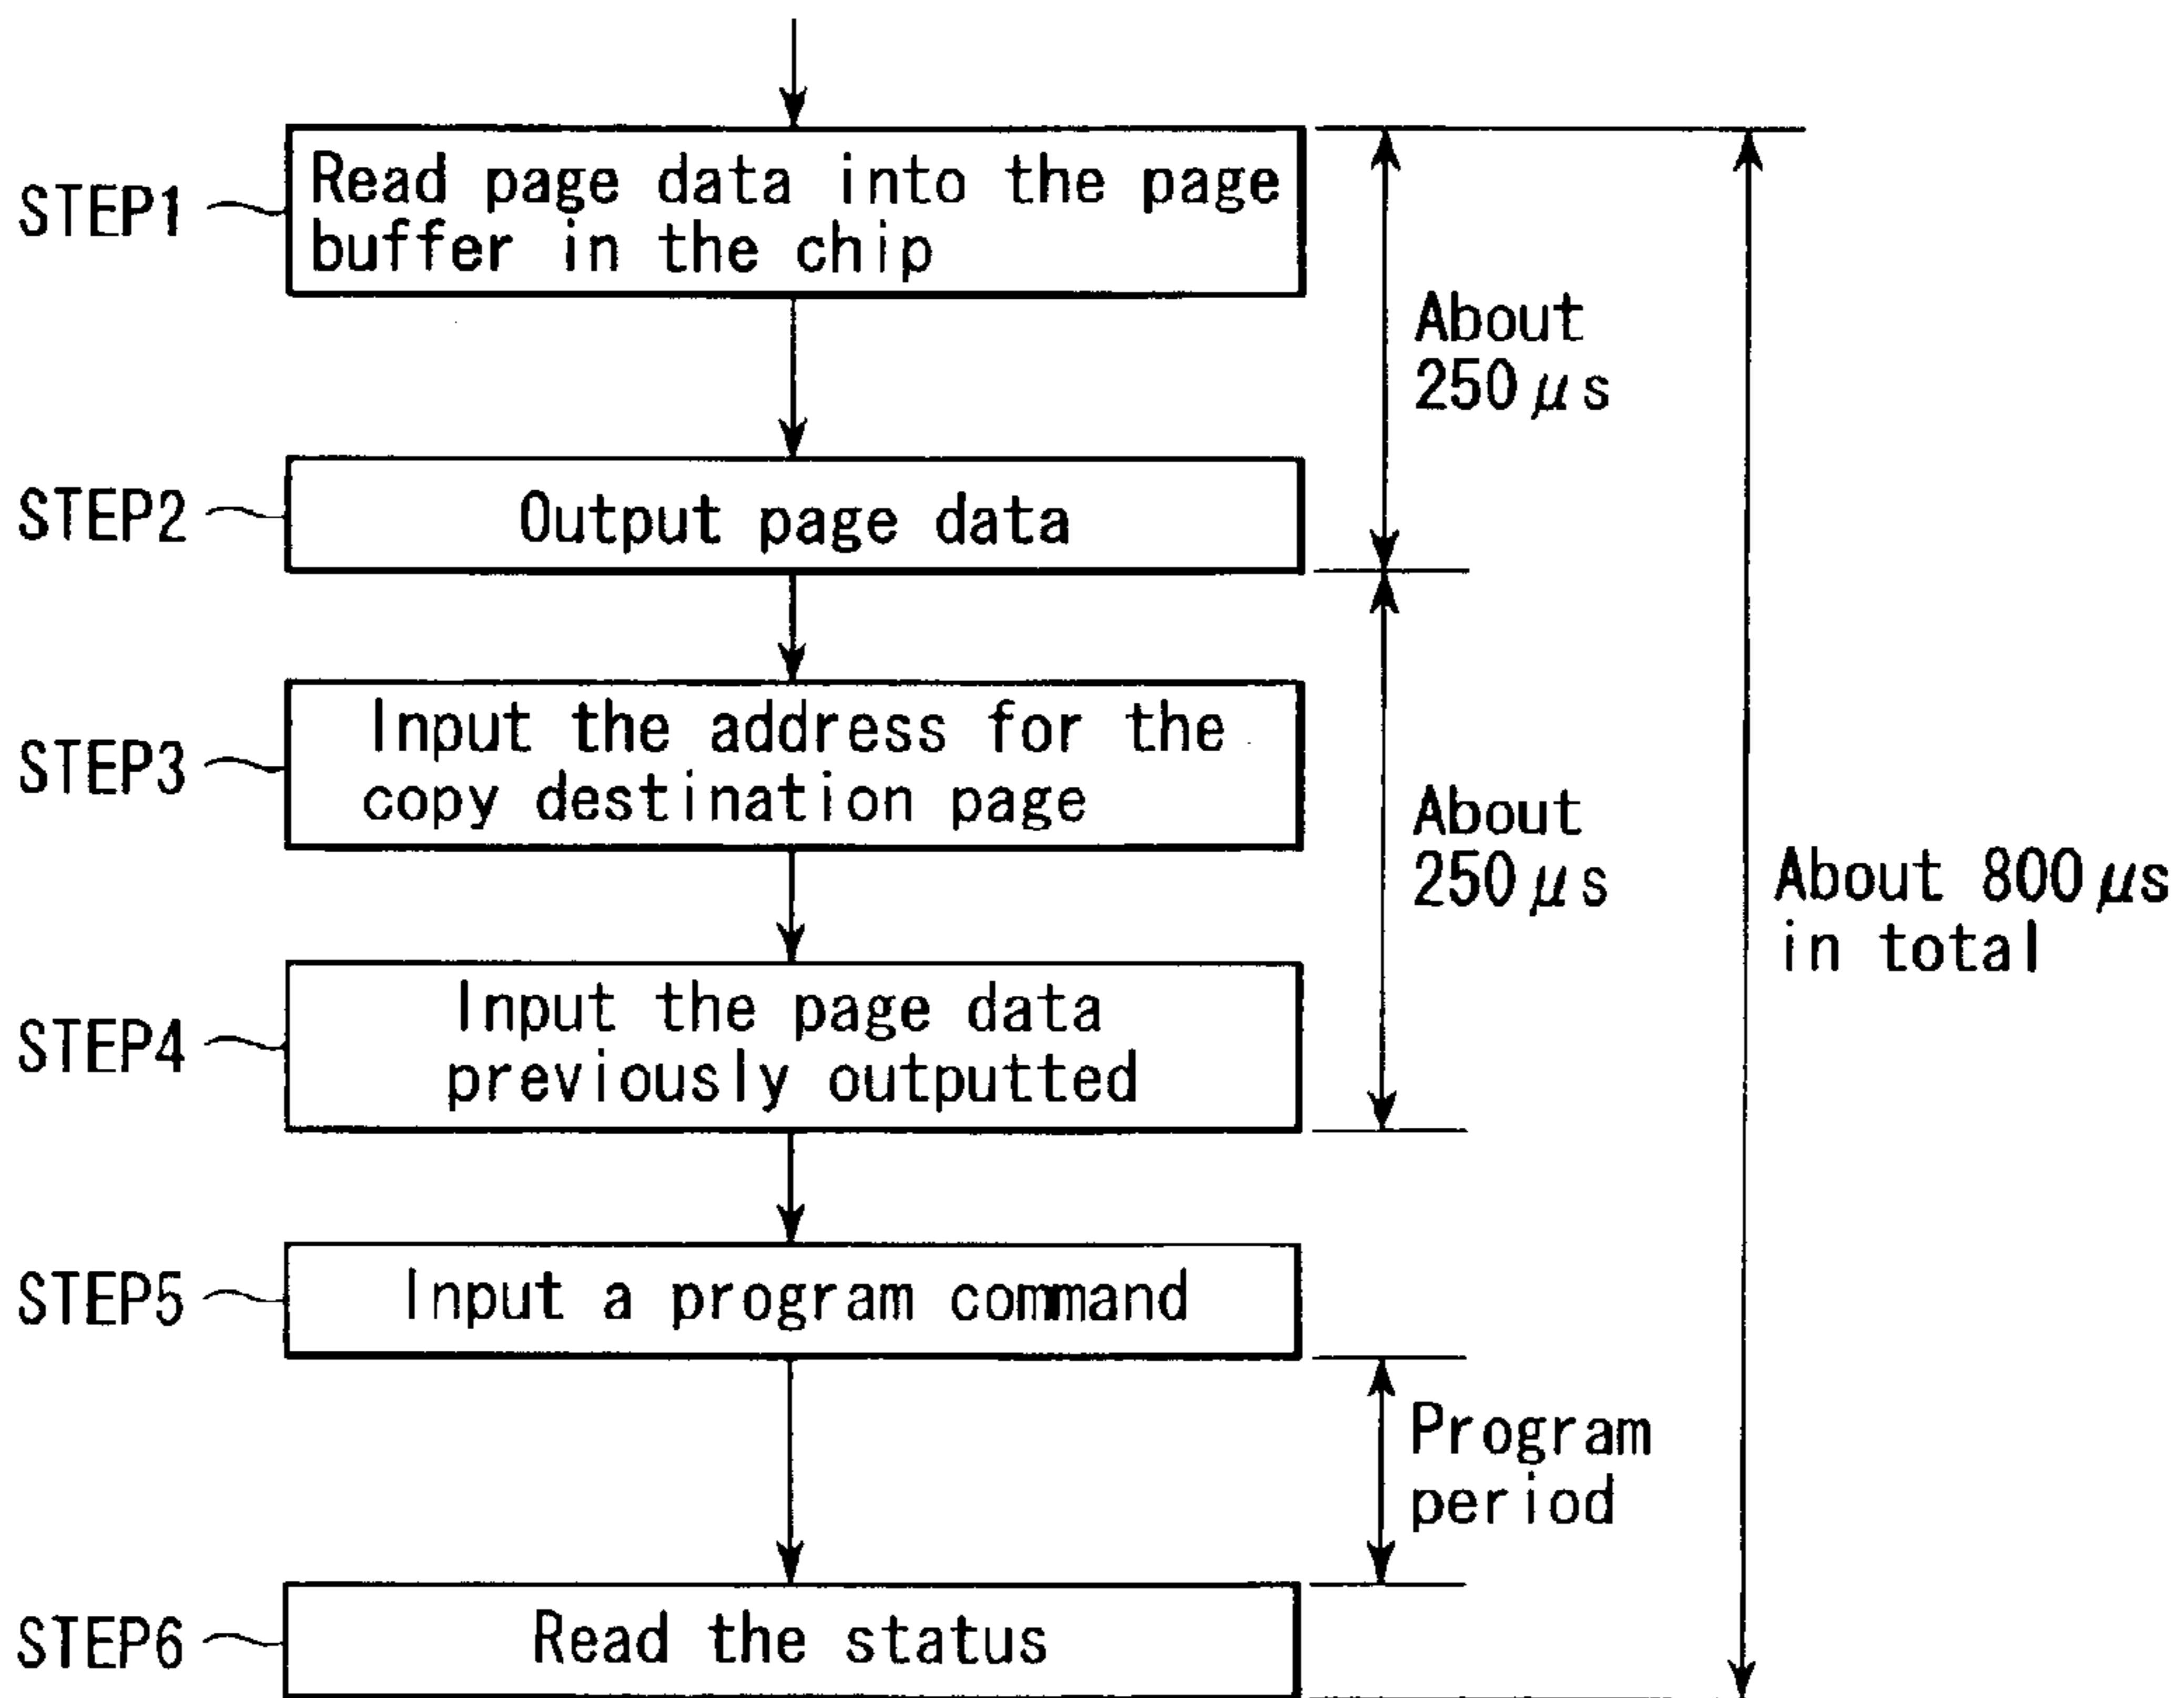 STEP1
Read page data into the page
buffer in the chip
About
250μs
STEP2
Output page data
STEP3
Input the address for the
copy destination page
About
250μs
About 800μs
in total
STEP4
Input the page data
previously outputted
STEP5
Input a program command
Program
period
STEP6
Read the status